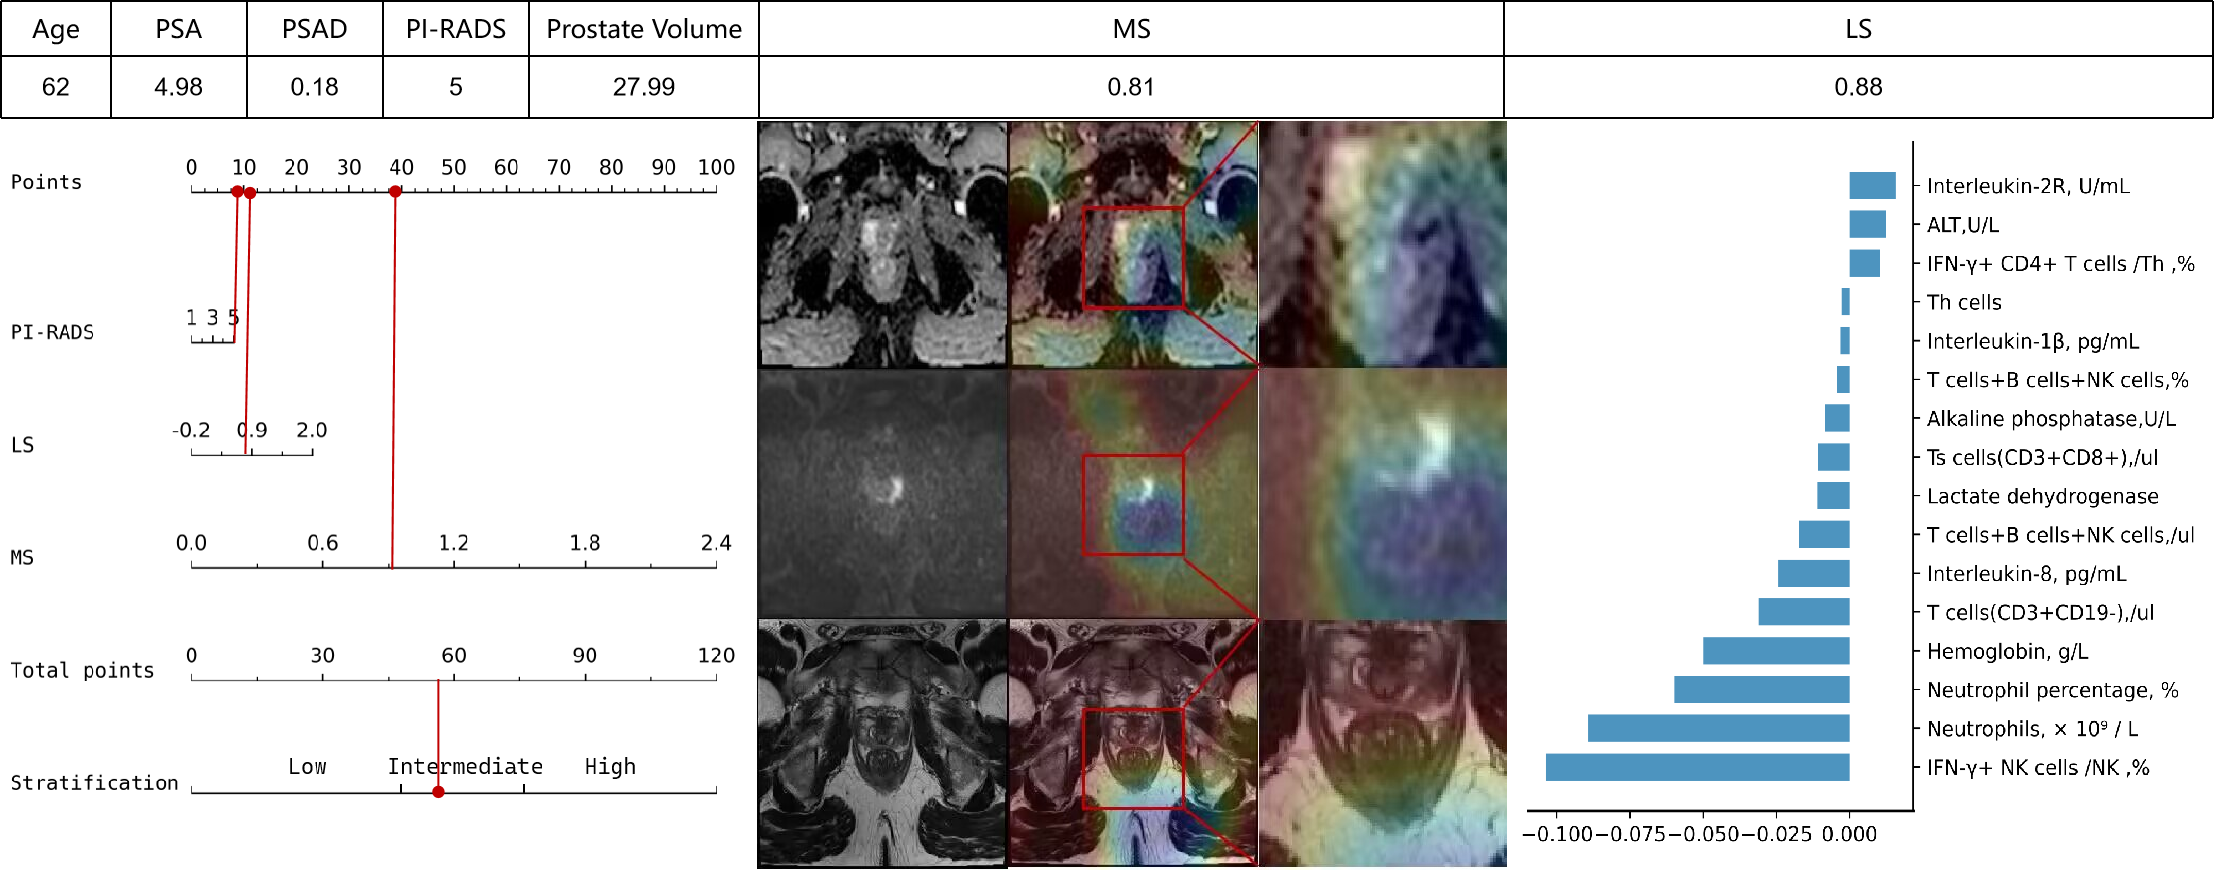 Age PSA PSAD PI-RADS Prostate Volume MS LS
62 4.98 0.18 5 27.99 0.81 0.88
0 10 20 30 40 50 60 70 80 90 100
Points
1 3 5
PI-RADS
-0.2 0.9 2.0
LS
0.0 0.6 1.2 1.8 2.4
MS
0 30 60 90 120
Total points
Low Intermediate High
Stratification
Interleukin-2R, U/mL
ALT,U/L
IFN-γ+ CD4+ T cells /Th ,%
Th cells
Interleukin-1β, pg/mL
T cells+B cells+NK cells,%
Alkaline phosphatase,U/L
Ts cells(CD3+CD8+),/ul
Lactate dehydrogenase
T cells+B cells+NK cells,/ul
Interleukin-8, pg/mL
T cells(CD3+CD19-),/ul
Hemoglobin, g/L
Neutrophil percentage, %
Neutrophils, × 10⁹ / L
IFN-γ+ NK cells /NK ,%
−0.100 −0.075 −0.050 −0.025 0.000